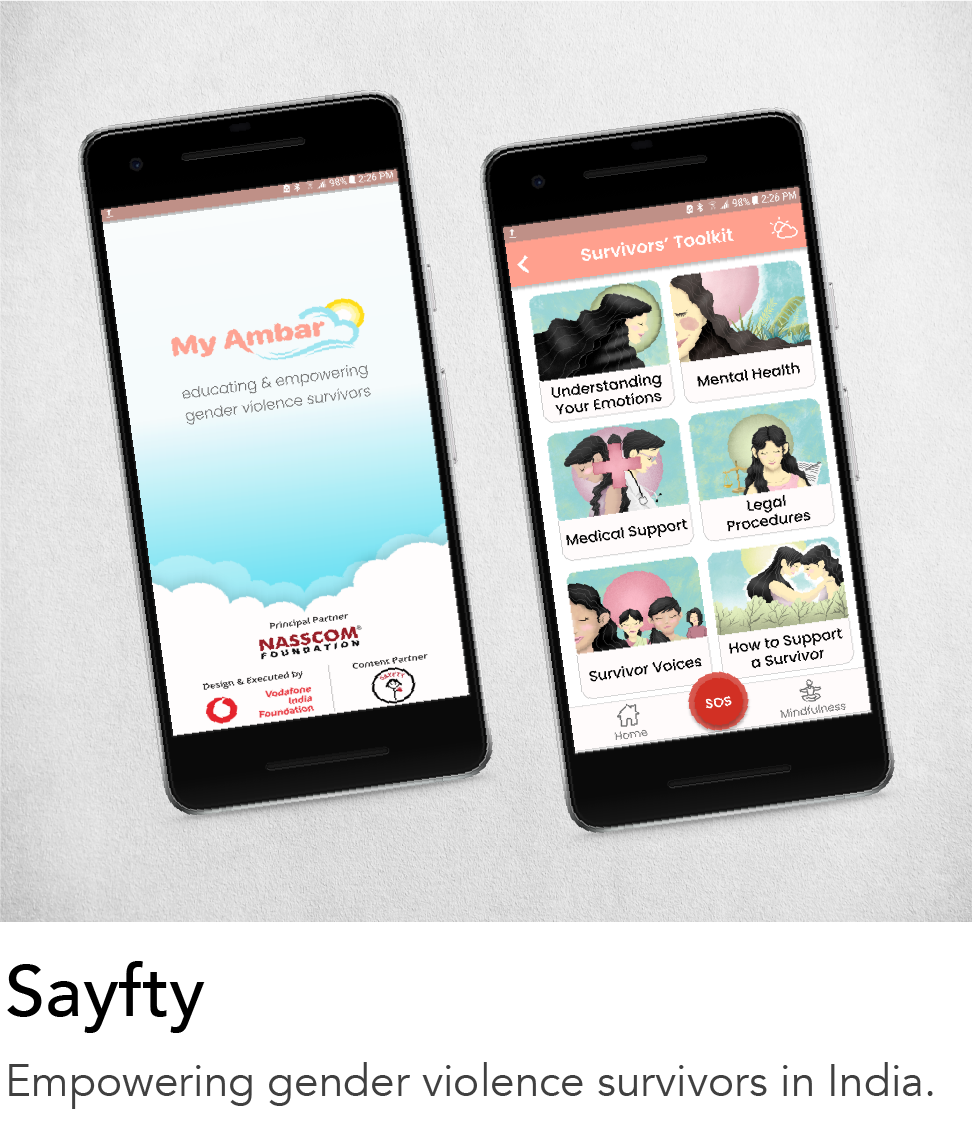 98% 2:26 PM
My Ambar
educating & empowering
gender violence survivors
Principal Partner
NASSCOM®
FOUNDATION
Design & Executed by
Vodafone
India
Foundation
Content Partner
SAYFTY
98% 2:26 PM
Survivors' Toolkit
Understanding
Your Emotions
Mental Health
Medical Support
Legal
Procedures
Survivor Voices
How to Support
a Survivor
Home
SOS
Mindfulness
Sayfty
Empowering gender violence survivors in India.